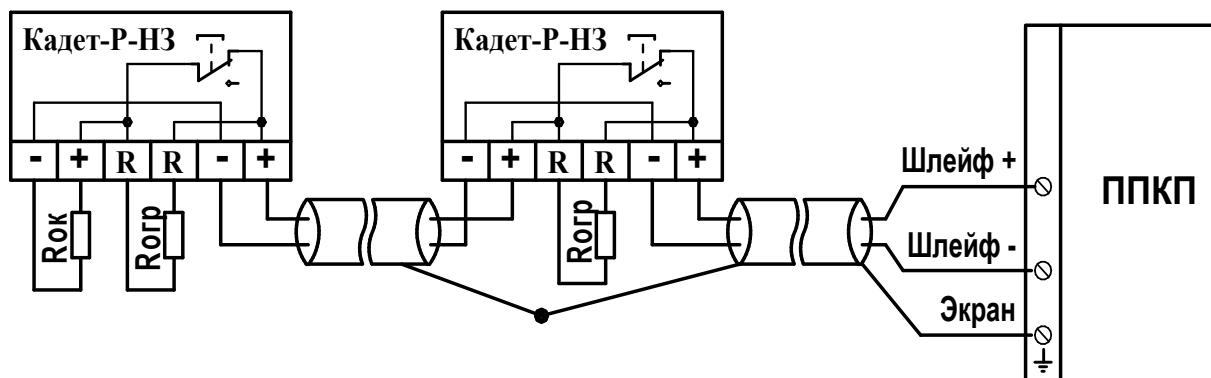 Кадет-Р-НЗ
- + R R - +
Rок
Rогр
Кадет-Р-НЗ
- + R R - +
Rогр
Шлейф +
Шлейф -
Экран
ППКП